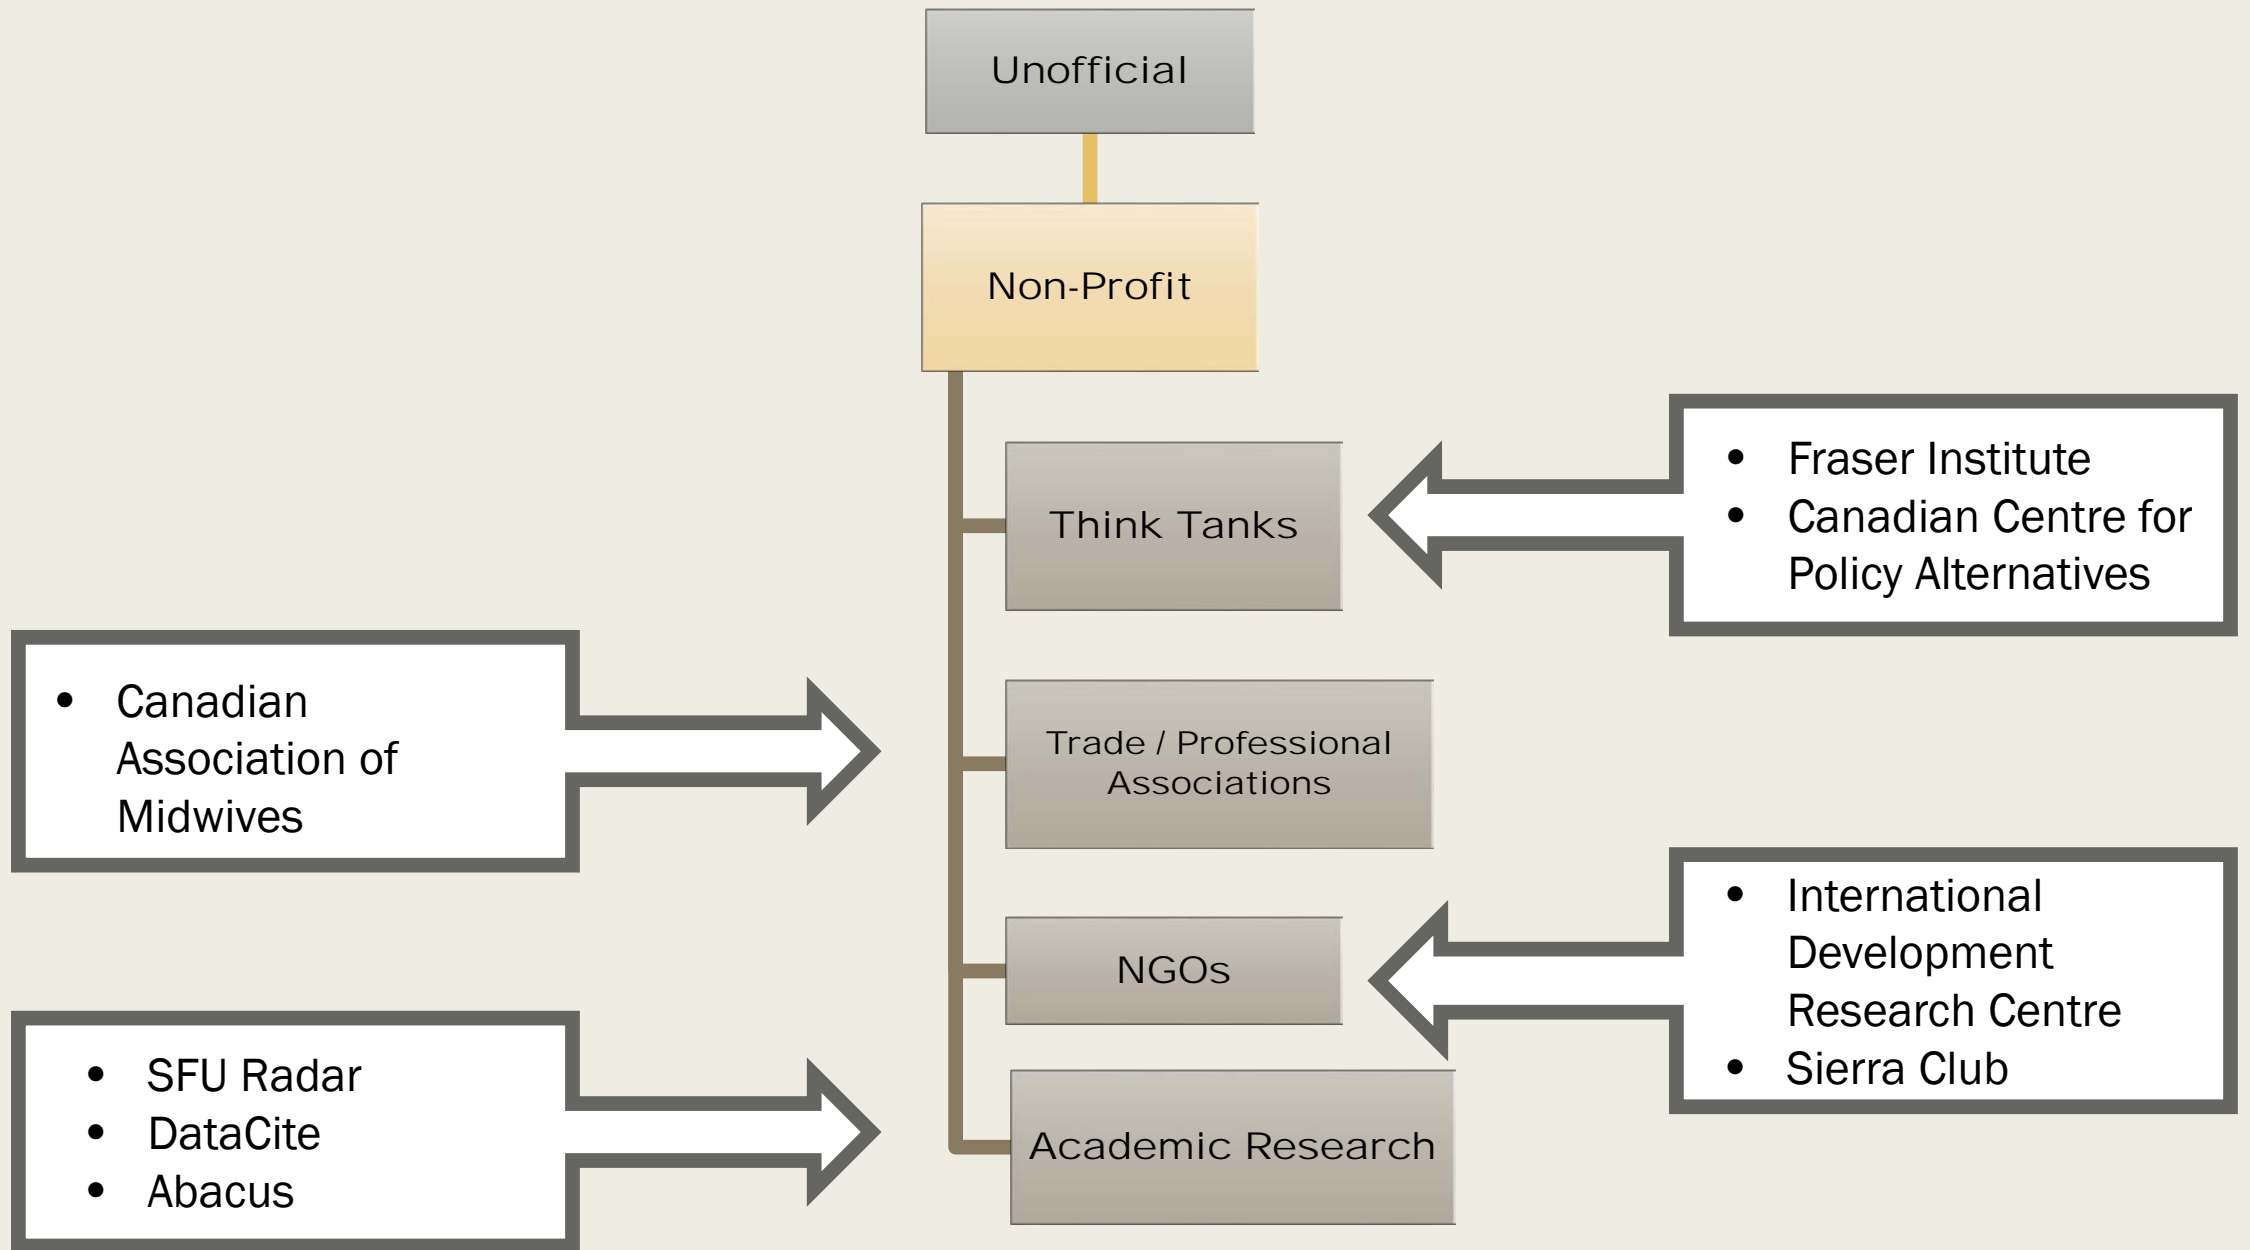 Unofficial
Non-Profit
Think Tanks
• Fraser Institute
• Canadian Centre for
Policy Alternatives
• Canadian
Association of
Midwives
Trade / Professional
Associations
NGOs
• International
Development
Research Centre
• Sierra Club
• SFU Radar
• DataCite
• Abacus
Academic Research